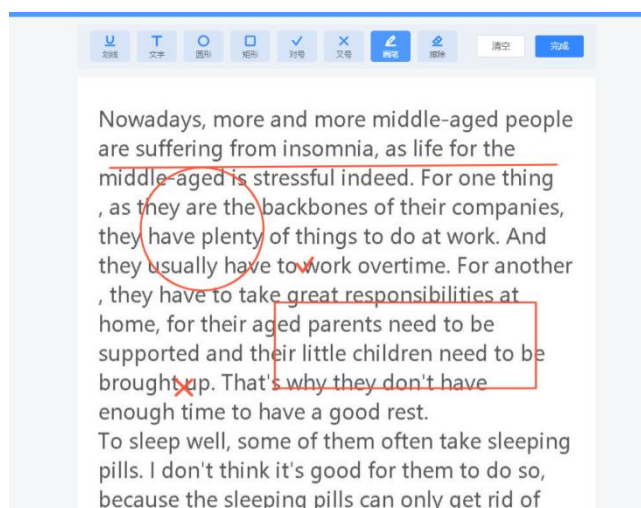 划线 文字 圆形 矩形 对号 叉号 画笔 擦除 清空 完成
Nowadays, more and more middle-aged people
are suffering from insomnia, as life for the
middle-aged is stressful indeed. For one thing
, as they are the backbones of their companies,
they have plenty of things to do at work. And
they usually have to work overtime. For another
, they have to take great responsibilities at
home, for their aged parents need to be
supported and their little children need to be
brought up. That's why they don't have
enough time to have a good rest.
To sleep well, some of them often take sleeping
pills. I don't think it's good for them to do so,
because the sleeping pills can only get rid of